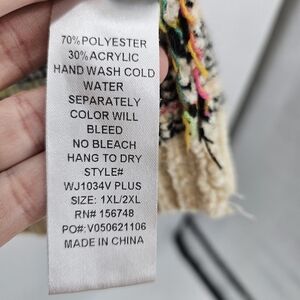 70% POLYESTER
30% ACRYLIC
HAND WASH COLD
WATER
SEPARATELY
COLOR WILL
BLEED
NO BLEACH
HANG TO DRY
STYLE#
WJ1034V PLUS
SIZE: 1XL/2XL
RN# 156748
PO#:V050621106
MADE IN CHINA